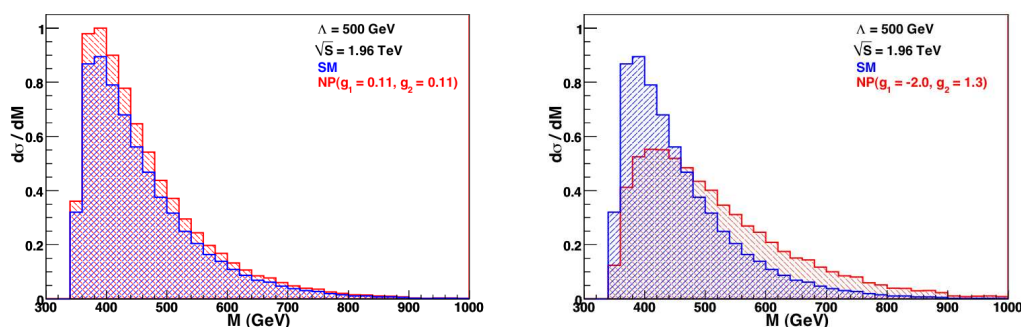 Λ = 500 GeV
√S = 1.96 TeV
SM
NP(g₁ = 0.11, g₂ = 0.11)
dσ / dM
1
0.8
0.6
0.4
0.2
0
300 400 500 600 700 800 900 1000
M (GeV)
Λ = 500 GeV
√S = 1.96 TeV
SM
NP(g₁ = -2.0, g₂ = 1.3)
dσ / dM
1
0.8
0.6
0.4
0.2
0
300 400 500 600 700 800 900 1000
M (GeV)